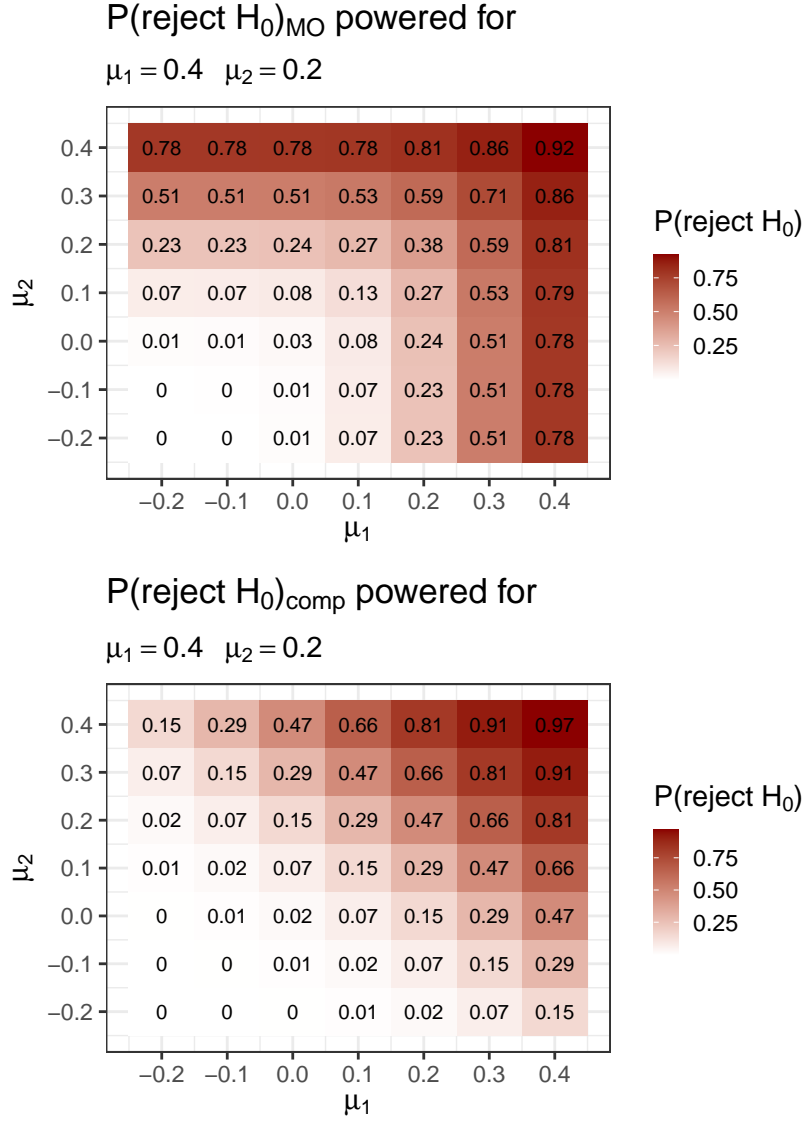 P(reject H₀)MO powered for
μ₁ = 0.4 μ₂ = 0.2
0.4 0.78 0.78 0.78 0.78 0.81 0.86 0.92
0.3 0.51 0.51 0.51 0.53 0.59 0.71 0.86
0.2 0.23 0.23 0.24 0.27 0.38 0.59 0.81
0.1 0.07 0.07 0.08 0.13 0.27 0.53 0.79
0.0 0.01 0.01 0.03 0.08 0.24 0.51 0.78
−0.1 0 0 0.01 0.07 0.23 0.51 0.78
−0.2 0 0 0.01 0.07 0.23 0.51 0.78
μ₂
−0.2 −0.1 0.0 0.1 0.2 0.3 0.4
μ₁
P(reject H₀)
0.75
0.50
0.25
P(reject H₀)comp powered for
μ₁ = 0.4 μ₂ = 0.2
0.4 0.15 0.29 0.47 0.66 0.81 0.91 0.97
0.3 0.07 0.15 0.29 0.47 0.66 0.81 0.91
0.2 0.02 0.07 0.15 0.29 0.47 0.66 0.81
0.1 0.01 0.02 0.07 0.15 0.29 0.47 0.66
0.0 0 0.01 0.02 0.07 0.15 0.29 0.47
−0.1 0 0 0.01 0.02 0.07 0.15 0.29
−0.2 0 0 0 0.01 0.02 0.07 0.15
μ₂
−0.2 −0.1 0.0 0.1 0.2 0.3 0.4
μ₁
P(reject H₀)
0.75
0.50
0.25